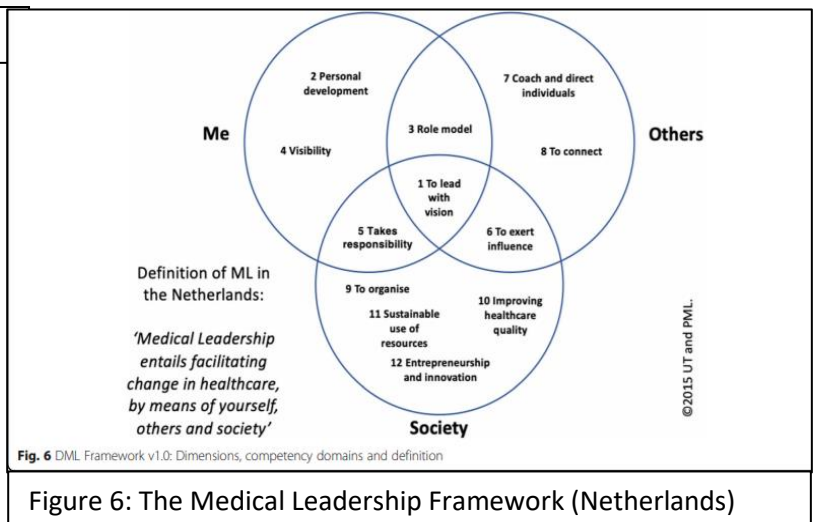 2 Personal
development
7 Coach and direct
individuals
Me
3 Role model
Others
4 Visibility
8 To connect
1 To lead
with
vision
5 Takes
responsibility
6 To exert
influence
Definition of ML in
the Netherlands:
'Medical Leadership
entails facilitating
change in healthcare,
by means of yourself,
others and society'
9 To organise
10 Improving
healthcare
quality
11 Sustainable
use of
resources
12 Entrepreneurship
and innovation
Society
©2015 UT and PML.
Fig. 6 DML Framework v1.0: Dimensions, competency domains and definition
Figure 6: The Medical Leadership Framework (Netherlands)